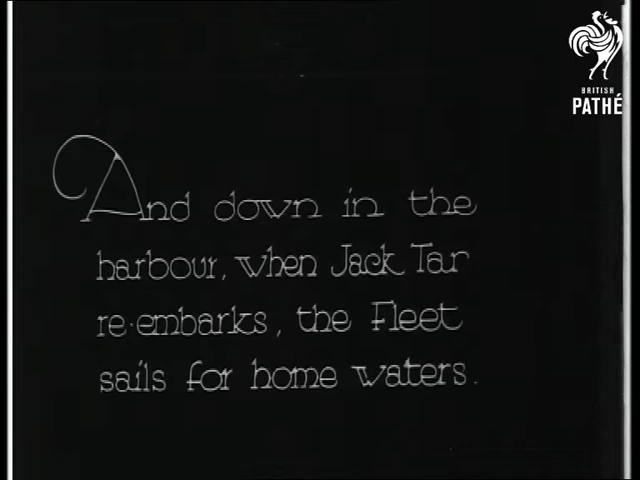 BRITISH
PATHÉ
And down in the
harbour, when Jack Tar
re-embarks, the Fleet
sails for home waters.